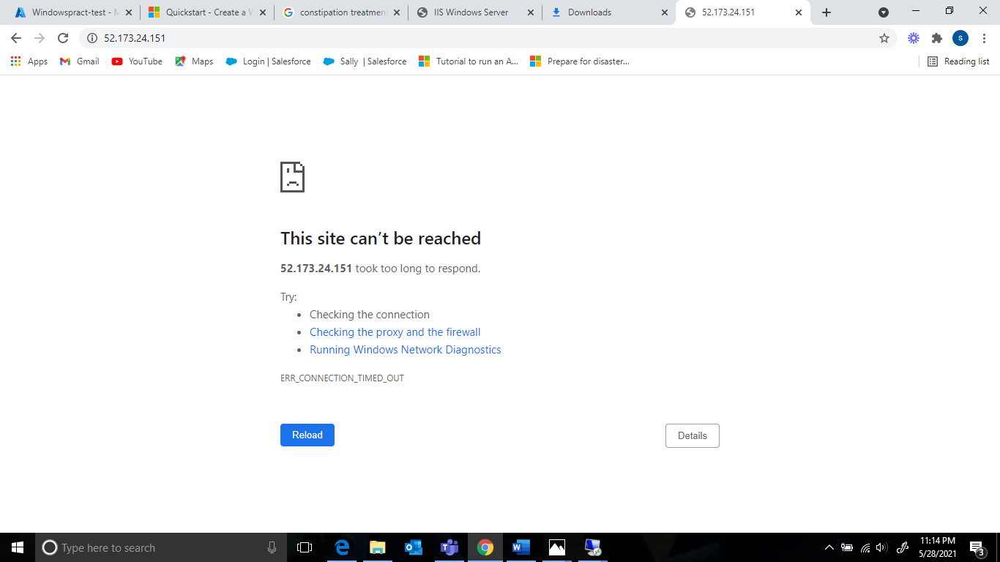 Windowspract-test - M
Quickstart - Create a W
constipation treatment
IIS Windows Server
Downloads
52.173.24.151
52.173.24.151
S
Apps
Gmail
YouTube
Maps
Login | Salesforce
Sally | Salesforce
Tutorial to run an A...
Prepare for disaster...
Reading list
This site can’t be reached
52.173.24.151 took too long to respond.
Try:
• Checking the connection
• Checking the proxy and the firewall
• Running Windows Network Diagnostics
ERR_CONNECTION_TIMED_OUT
Reload
Details
Type here to search
11:14 PM
5/28/2021
3